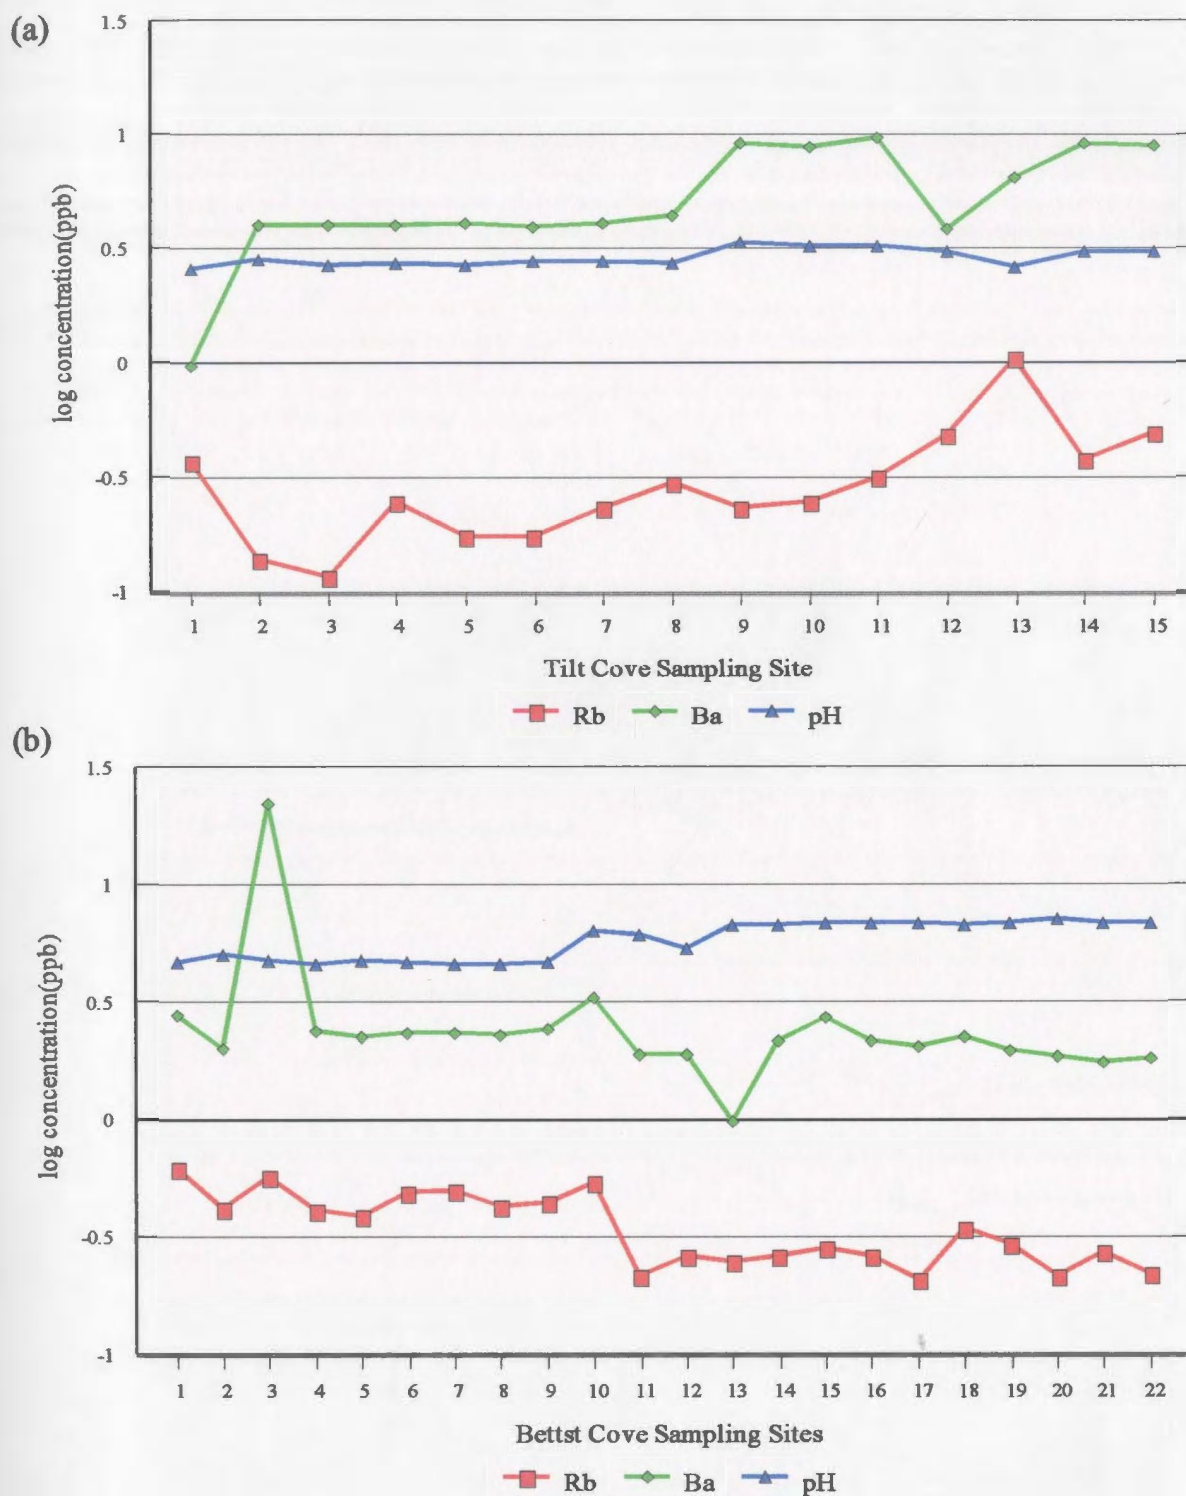 (a)
1.5
1
0.5
0
-0.5
-1
log concentration(ppb)
1 2 3 4 5 6 7 8 9 10 11 12 13 14 15
Tilt Cove Sampling Site
Rb Ba pH
(b)
1.5
1
0.5
0
-0.5
-1
log concentration(ppb)
1 2 3 4 5 6 7 8 9 10 11 12 13 14 15 16 17 18 19 20 21 22
Bettst Cove Sampling Sites
Rb Ba pH